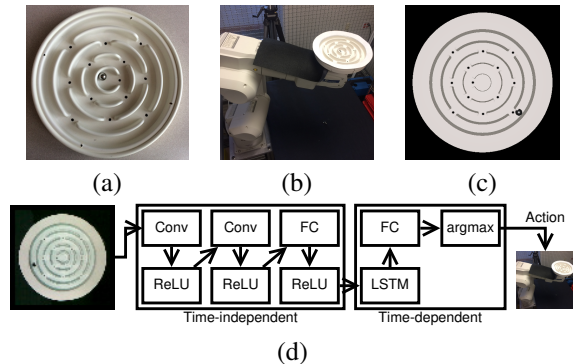 (a)
(b)
(c)
Action
Conv
Conv
FC
FC
argmax
ReLU
ReLU
ReLU
LSTM
Time-independent
Time-dependent
(d)